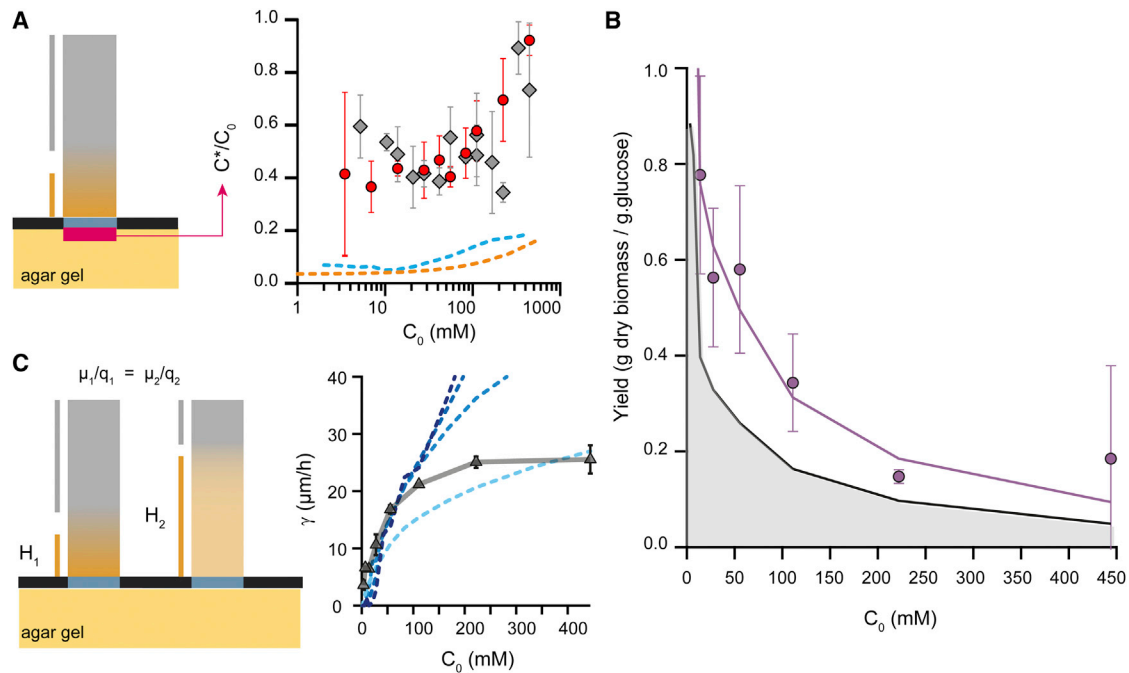 A
agar gel
C*/C₀
1.0
0.8
0.6
0.4
0.2
0.0
1
10
100
1000
C₀ (mM)
B
Yield (g dry biomass / g.glucose)
1.0
0.8
0.6
0.4
0.2
0.0
0
50
100
150
200
250
300
350
400
450
C₀ (mM)
C
μ₁/q₁ = μ₂/q₂
H₁
H₂
agar gel
γ (μm/h)
40
30
20
10
0
0
100
200
300
400
C₀ (mM)